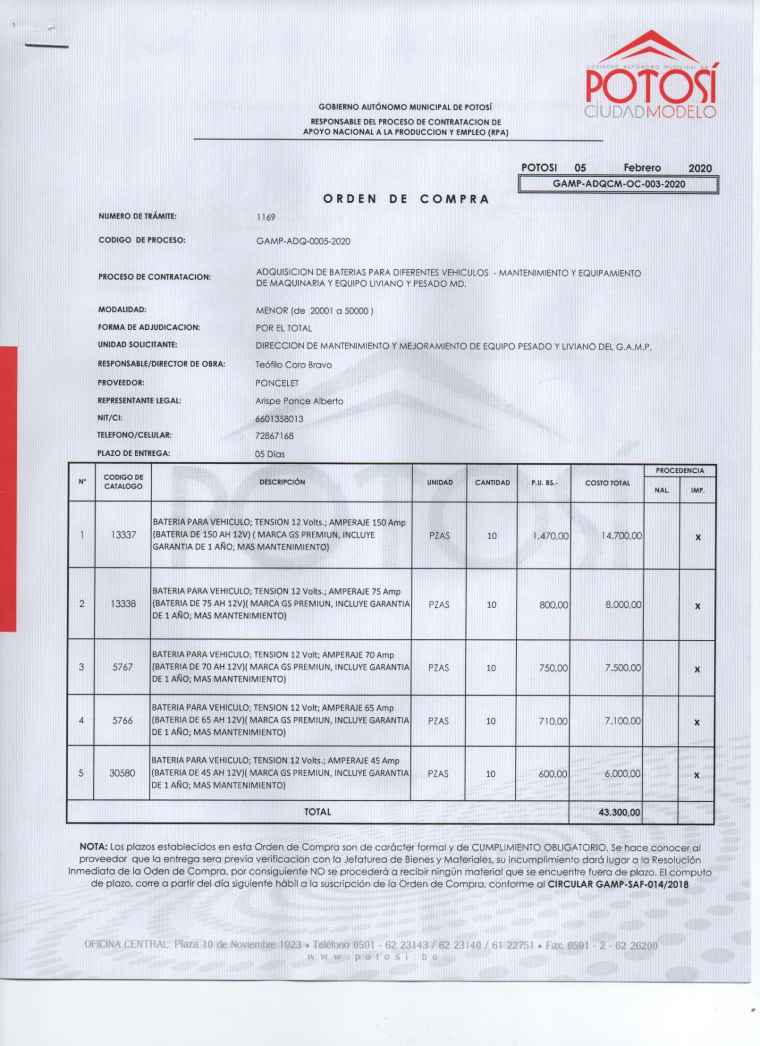 GOBIERNO AUTÓNOMO MUNICIPAL DE
POTOSÍ
CIUDADMODELO
GOBIERNO AUTÓNOMO MUNICIPAL DE POTOSÍ
RESPONSABLE DEL PROCESO DE CONTRATACION DE
APOYO NACIONAL A LA PRODUCCION Y EMPLEO (RPA)
POTOSI 05 Febrero 2020
GAMP-ADQCM-OC-003-2020
ORDEN DE COMPRA
NUMERO DE TRÁMITE: 1169
CODIGO DE PROCESO: GAMP-ADQ-0005-2020
PROCESO DE CONTRATACION: ADQUISICION DE BATERIAS PARA DIFERENTES VEHICULOS - MANTENIMIENTO Y EQUIPAMIENTO
DE MAQUINARIA Y EQUIPO LIVIANO Y PESADO MD.
MODALIDAD: MENOR (de 20001 a 50000 )
FORMA DE ADJUDICACION: POR EL TOTAL
UNIDAD SOLICITANTE: DIRECCION DE MANTENIMIENTO Y MEJORAMIENTO DE EQUIPO PESADO Y LIVIANO DEL G.A.M.P.
RESPONSABLE/DIRECTOR DE OBRA: Teófilo Caro Bravo
PROVEEDOR: PONCELET
REPRESENTANTE LEGAL: Arispe Ponce Alberto
NIT/CI: 6601358013
TELEFONO/CELULAR: 72867168
PLAZO DE ENTREGA: 05 Días
N° CODIGO DE CATALOGO DESCRIPCIÓN UNIDAD CANTIDAD P.U. BS.- COSTO TOTAL PROCEDENCIA
NAL. IMP.
BATERIA PARA VEHICULO; TENSION 12 Volts.; AMPERAJE 150 Amp
1 13337 (BATERIA DE 150 AH 12V) ( MARCA GS PREMIUN, INCLUYE PZAS 10 1.470,00 14.700,00 X
GARANTIA DE 1 AÑO; MAS MANTENIMIENTO)
BATERIA PARA VEHICULO; TENSION 12 Volts.; AMPERAJE 75 Amp
2 13338 (BATERIA DE 75 AH 12V)( MARCA GS PREMIUN, INCLUYE GARANTIA PZAS 10 800,00 8.000,00 X
DE 1 AÑO; MAS MANTENIMIENTO)
BATERIA PARA VEHICULO; TENSION 12 Volt; AMPERAJE 70 Amp
3 5767 (BATERIA DE 70 AH 12V)( MARCA GS PREMIUN, INCLUYE GARANTIA PZAS 10 750,00 7.500,00 X
DE 1 AÑO; MAS MANTENIMIENTO)
BATERIA PARA VEHICULO; TENSION 12 Volt; AMPERAJE 65 Amp
4 5766 (BATERIA DE 65 AH 12V)( MARCA GS PREMIUN, INCLUYE GARANTIA PZAS 10 710,00 7.100,00 X
DE 1 AÑO; MAS MANTENIMIENTO)
BATERIA PARA VEHICULO; TENSION 12 Volts.; AMPERAJE 45 Amp
5 30580 (BATERIA DE 45 AH 12V)( MARCA GS PREMIUN, INCLUYE GARANTIA PZAS 10 600,00 6.000,00 X
DE 1 AÑO; MAS MANTENIMIENTO)
TOTAL 43.300,00
NOTA: Los plazos establecidos en esta Orden de Compra son de carácter formal y de CUMPLIMIENTO OBLIGATORIO. Se hace conocer al
proveedor que la entrega sera previa verificación con la Jefaturea de Bienes y Materiales, su incumplimiento dará lugar a la Resolución
Inmediata de la Oden de Compra, por consiguiente NO se procederá a recibir ningún material que se encuentre fuera de plazo. El computo
de plazo, corre a partir del día siguiente hábil a la suscripción de la Orden de Compra, conforme al CIRCULAR GAMP-SAF-014/2018
OFICINA CENTRAL: Plaza 10 de Noviembre 1923 • Teléfono 0501 - 62 23143 / 62 23140 / 61 22751 • Fax: 0591 - 2 - 62 26200
www.potosi.bo